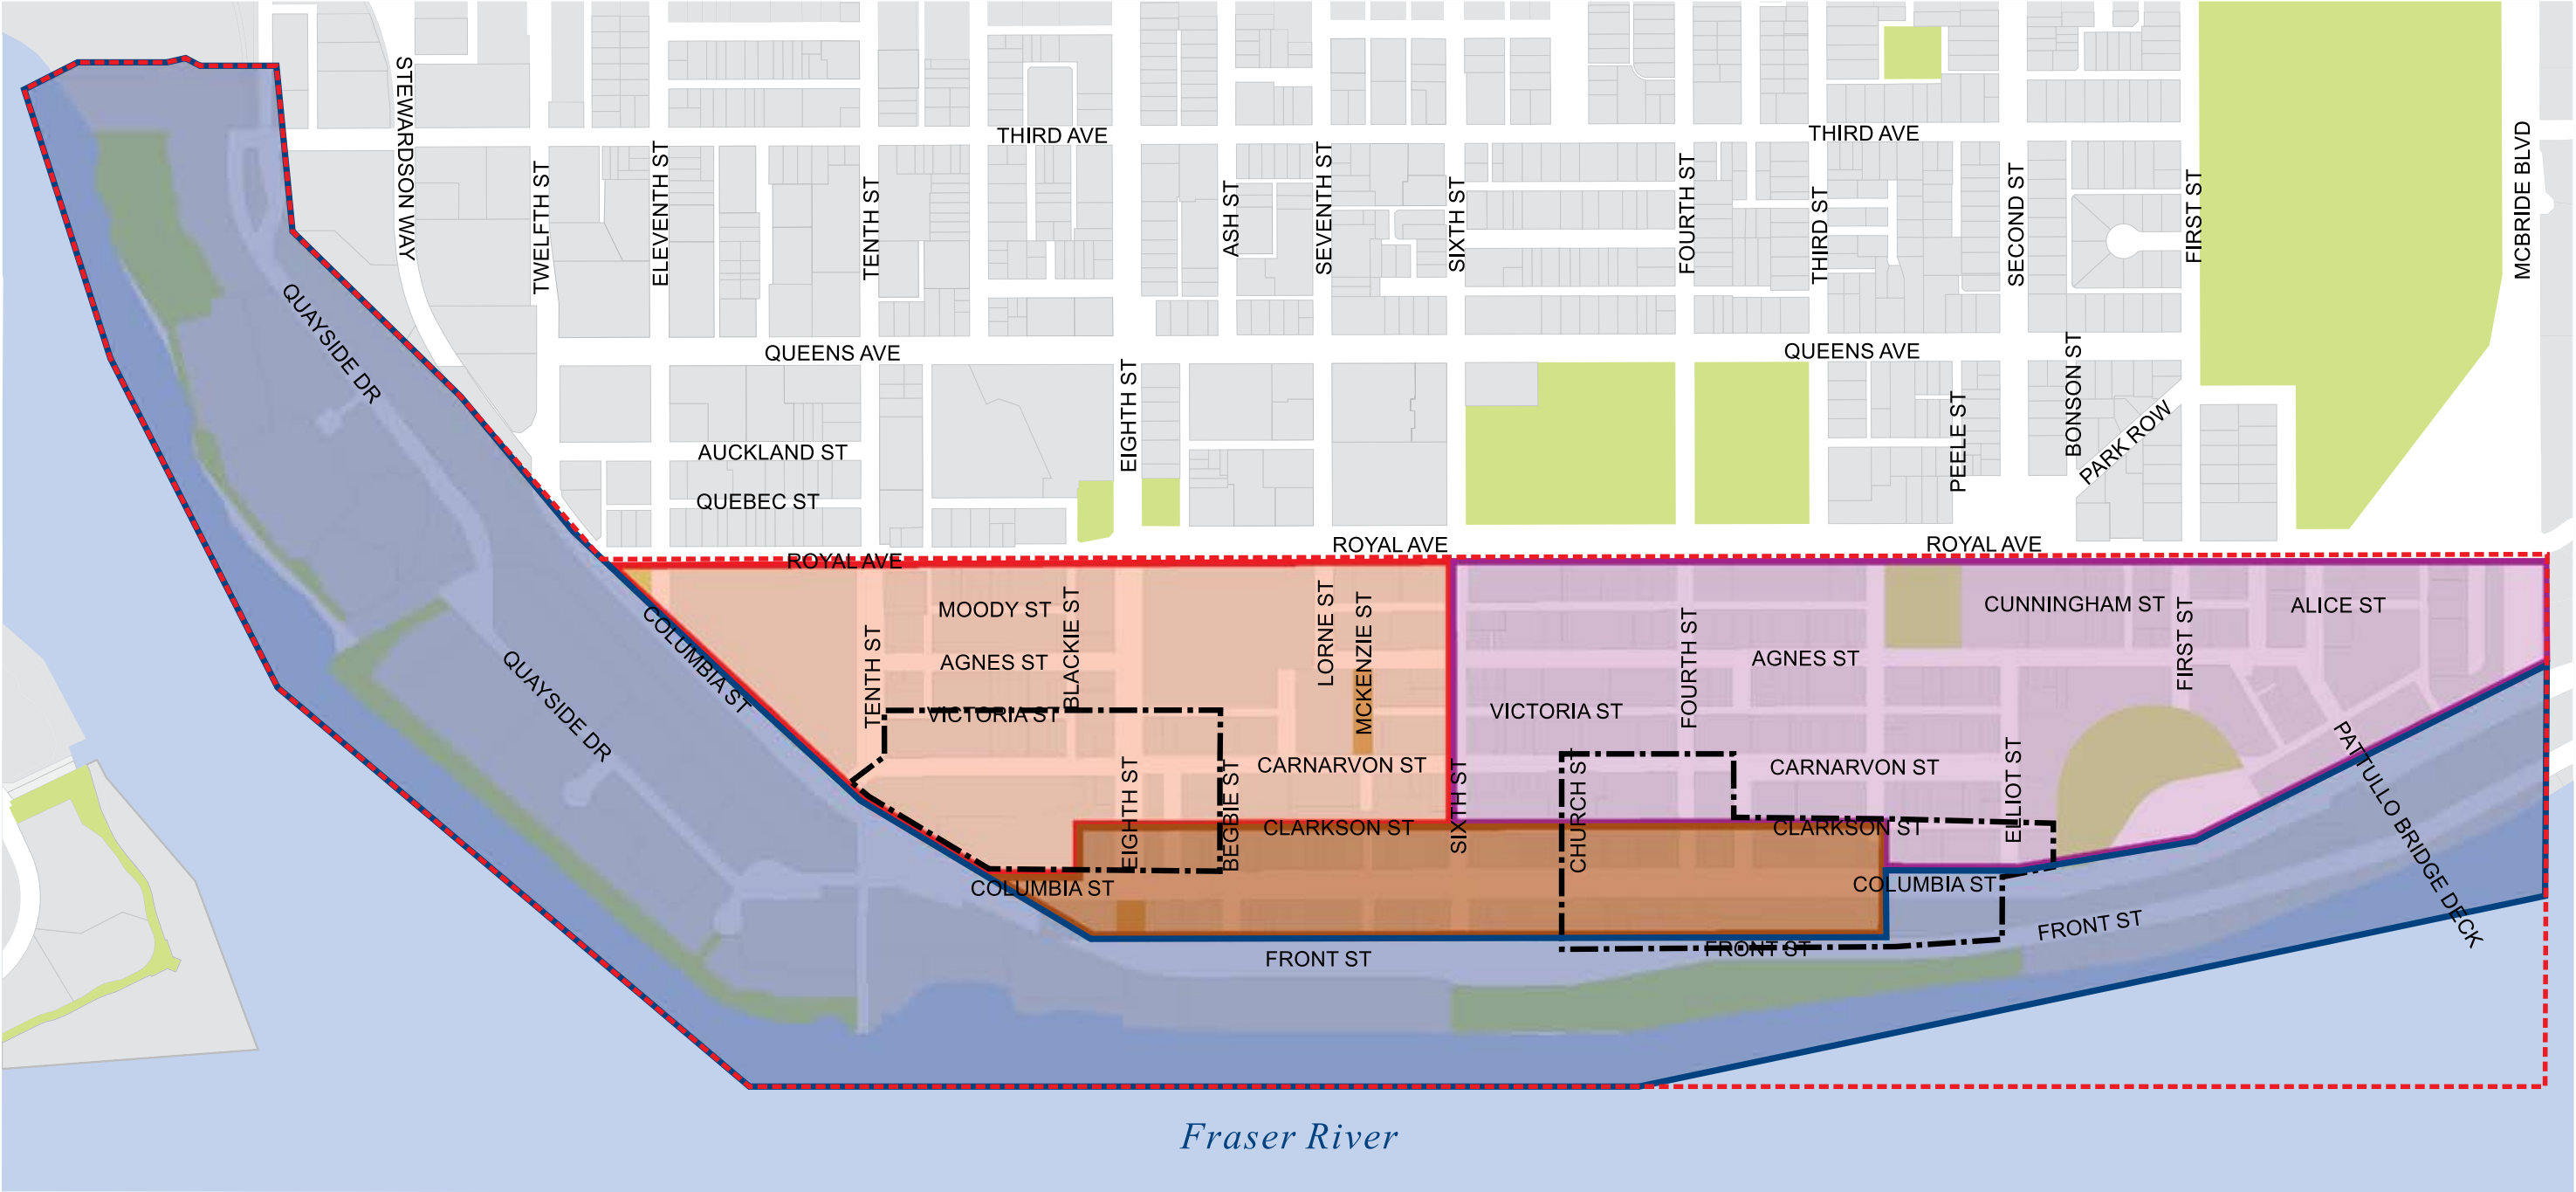 STEWARDSON WAY
THIRD AVE
THIRD AVE
MCBRIDE BLVD
TWELFTH ST
ELEVENTH ST
TENTH ST
ASH ST
SEVENTH ST
SIXTH ST
FOURTH ST
THIRD ST
SECOND ST
FIRST ST
QUAYSIDE DR
QUEENS AVE
QUEENS AVE
EIGHTH ST
BONSON ST
PEELE ST
PARK ROW
AUCKLAND ST
QUEBEC ST
ROYAL AVE
ROYAL AVE
ROYAL AVE
COLUMBIA ST
MOODY ST
BLACKIE ST
LORNE ST
MCKENZIE ST
CUNNINGHAM ST
ALICE ST
FIRST ST
FOURTH ST
TENTH ST
AGNES ST
AGNES ST
VICTORIA ST
VICTORIA ST
QUAYSIDE DR
CARNARVON ST
CARNARVON ST
EIGHTH ST
BEGBIE ST
SIXTH ST
CHURCH ST
ELLIOT ST
PATTULLO BRIDGE DECK
CLARKSON ST
CLARKSON ST
COLUMBIA ST
COLUMBIA ST
FRONT ST
FRONT ST
FRONT ST
Fraser River